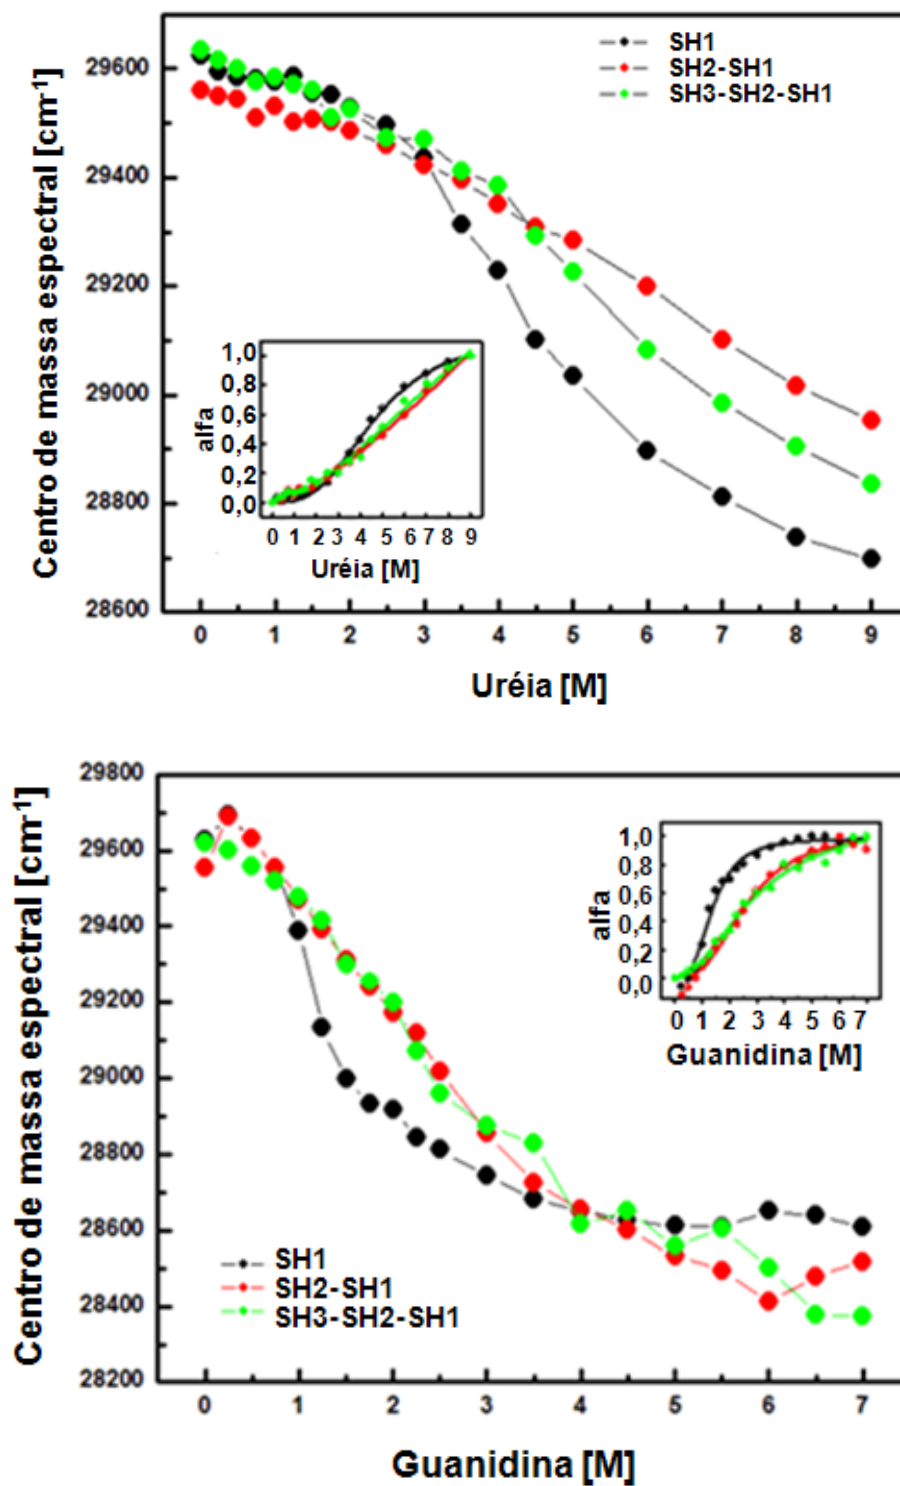 SH1
SH2-SH1
SH3-SH2-SH1
Centro de massa espectral [cm-1]
29600
29400
29200
29000
28800
28600
0 1 2 3 4 5 6 7 8 9
Uréia [M]
alfa
1,0
0,8
0,6
0,4
0,2
0,0
0 1 2 3 4 5 6 7 8 9
Uréia [M]
Centro de massa espectral [cm-1]
29800
29600
29400
29200
29000
28800
28600
28400
28200
0 1 2 3 4 5 6 7
Guanidina [M]
alfa
1,0
0,8
0,6
0,4
0,2
0,0
0 1 2 3 4 5 6 7
Guanidina [M]
SH1
SH2-SH1
SH3-SH2-SH1